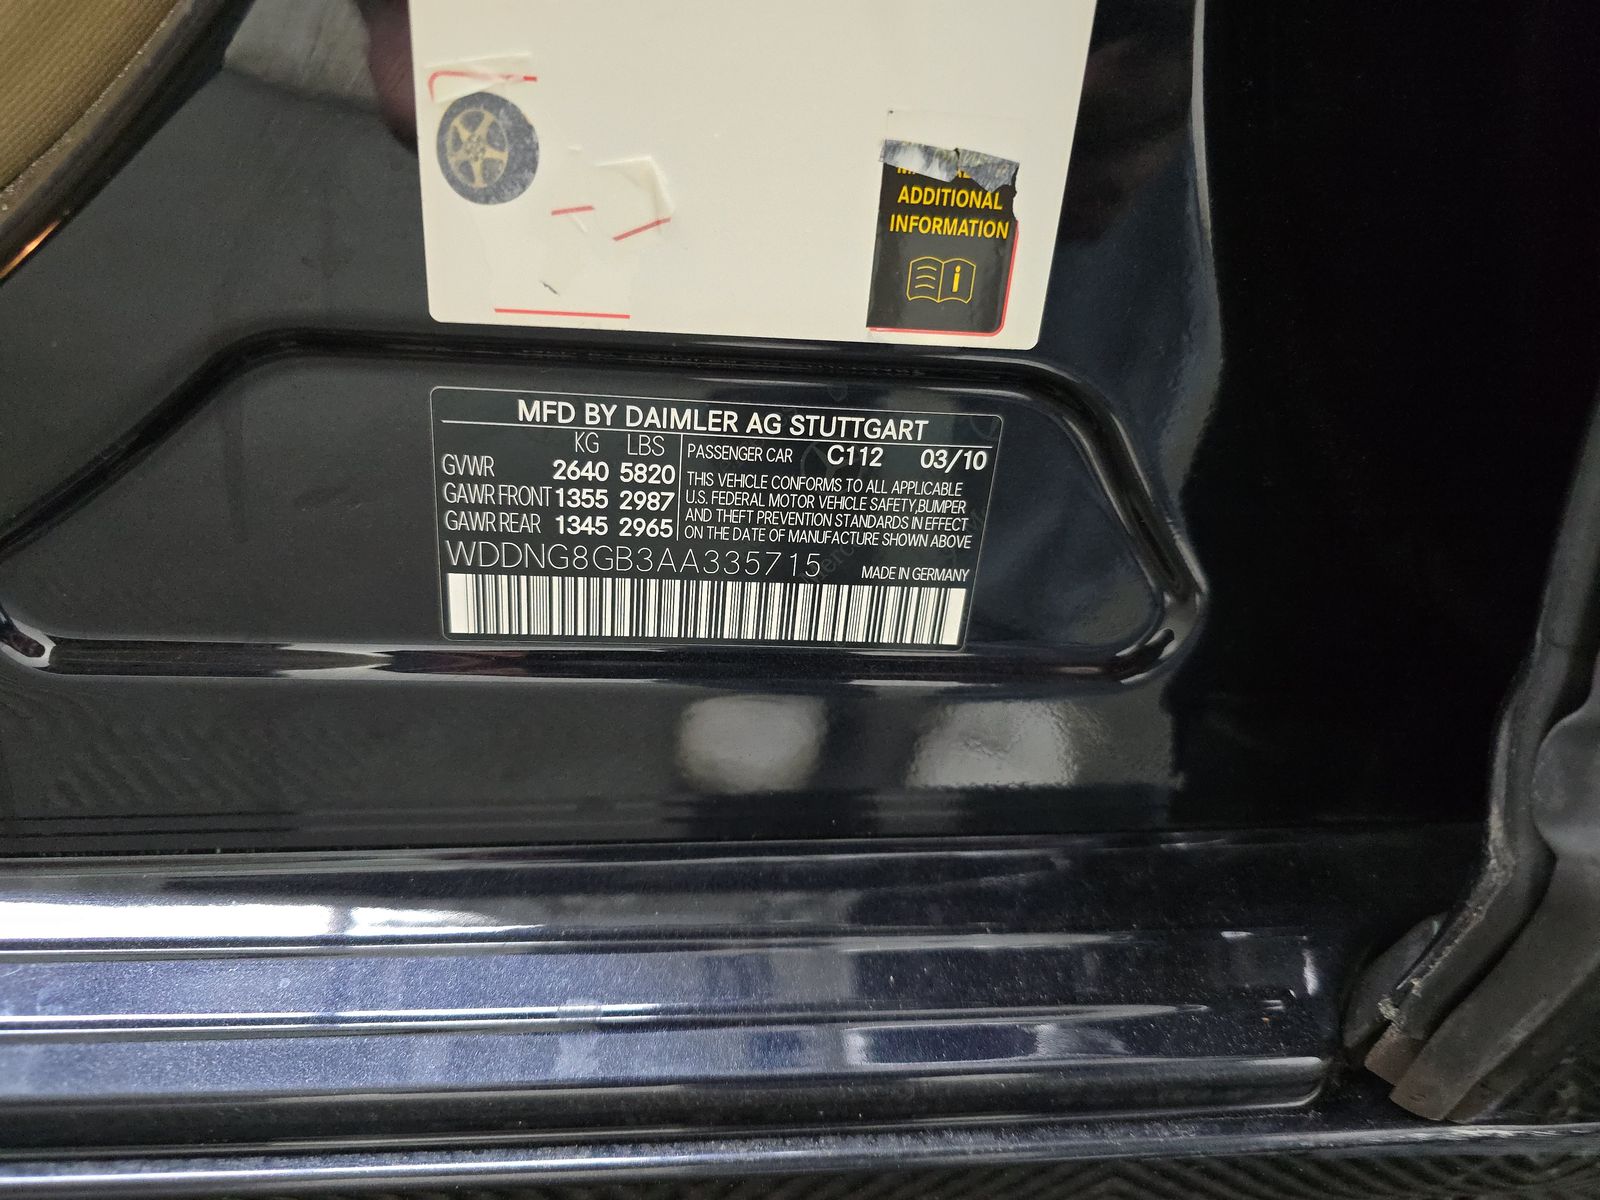 ADDITIONAL
INFORMATION
i
MFD BY DAIMLER AG STUTTGART
KG LBS
GVWR 2640 5820
GAWR FRONT 1355 2987
GAWR REAR 1345 2965
PASSENGER CAR C112 03/10
THIS VEHICLE CONFORMS TO ALL APPLICABLE
U.S. FEDERAL MOTOR VEHICLE SAFETY,BUMPER
AND THEFT PREVENTION STANDARDS IN EFFECT
ON THE DATE OF MANUFACTURE SHOWN ABOVE
WDDNG8GB3AA335715
MADE IN GERMANY